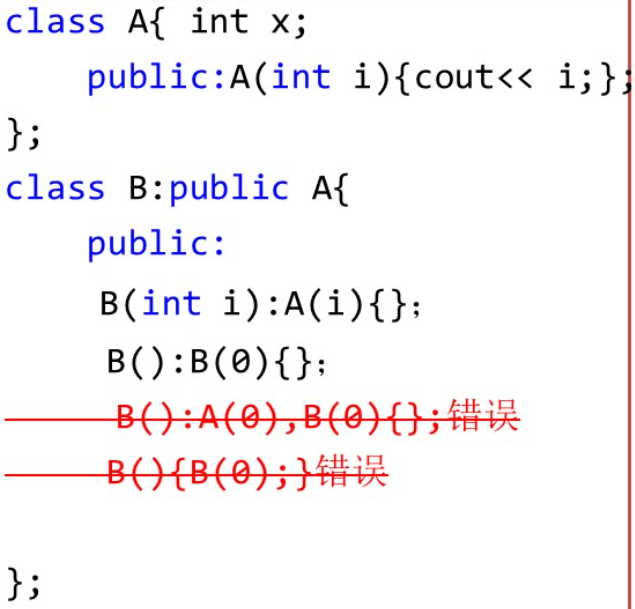 class A{ int x;
public:A(int i){cout<< i;};
};
class B:public A{
public:
B(int i):A(i){};
B():B(0){};
B():A(0),B(0){};错误
B(){B(0);}错误
};